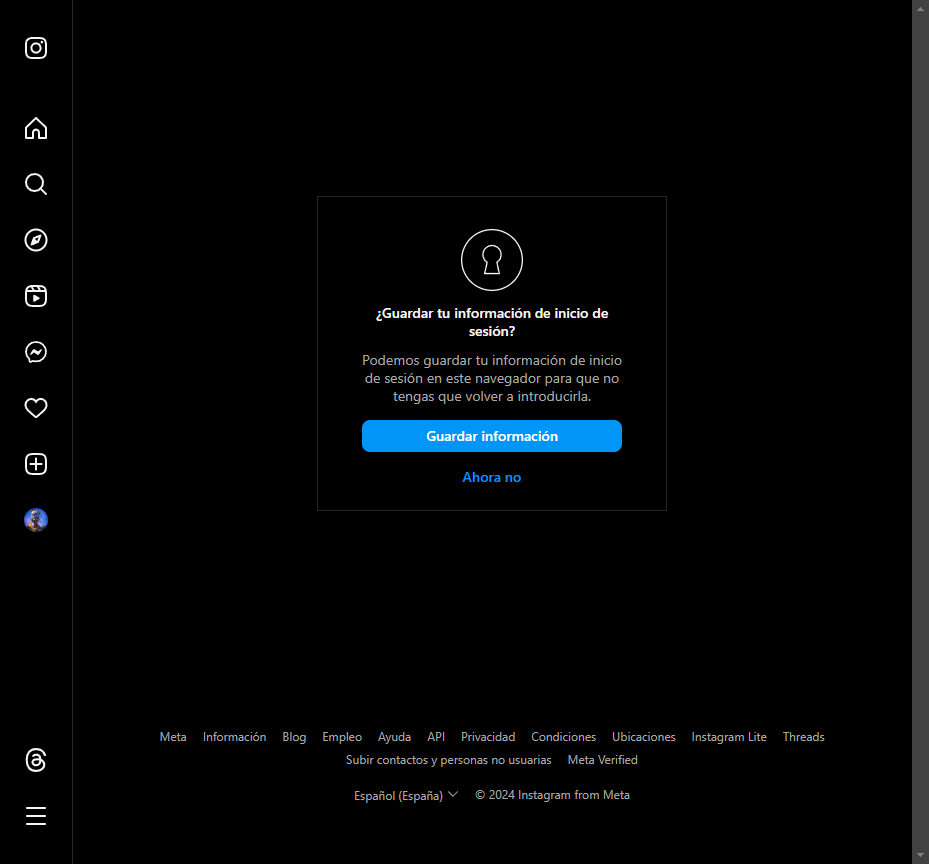 ¿Guardar tu información de inicio de
sesión?
Podemos guardar tu información de inicio
de sesión en este navegador para que no
tengas que volver a introducirla.
Guardar información
Ahora no
Meta Información Blog Empleo Ayuda API Privacidad Condiciones Ubicaciones Instagram Lite Threads
Subir contactos y personas no usuarias Meta Verified
Español (España) © 2024 Instagram from Meta